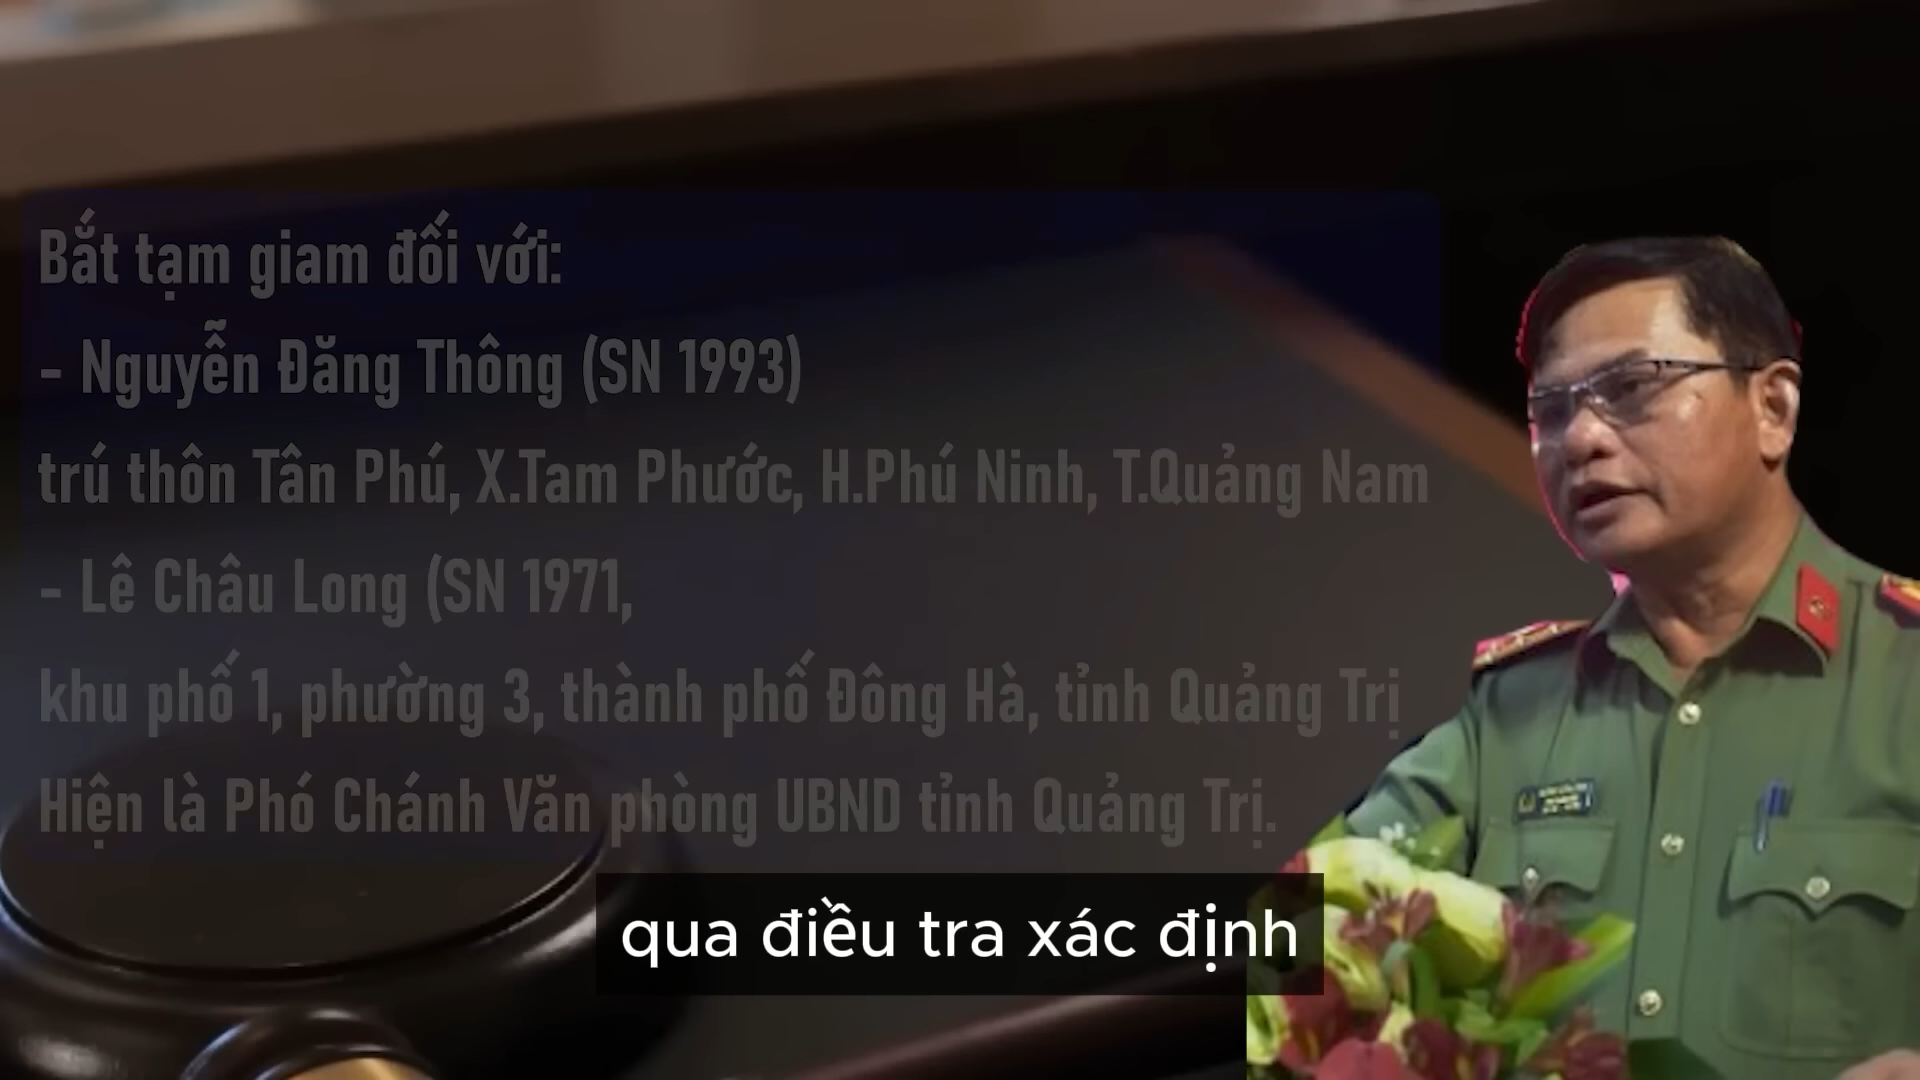 Bắt tạm giam đối với:
- Nguyễn Đăng Thông (SN 1993)
trú thôn Tân Phú, X.Tam Phước, H.Phú Ninh, T.Quảng Nam
- Lê Châu Long (SN 1971,
khu phố 1, phường 3, thành phố Đông Hà, tỉnh Quảng Trị
Hiện là Phó Chánh Văn phòng UBND tỉnh Quảng Trị.
qua điều tra xác định